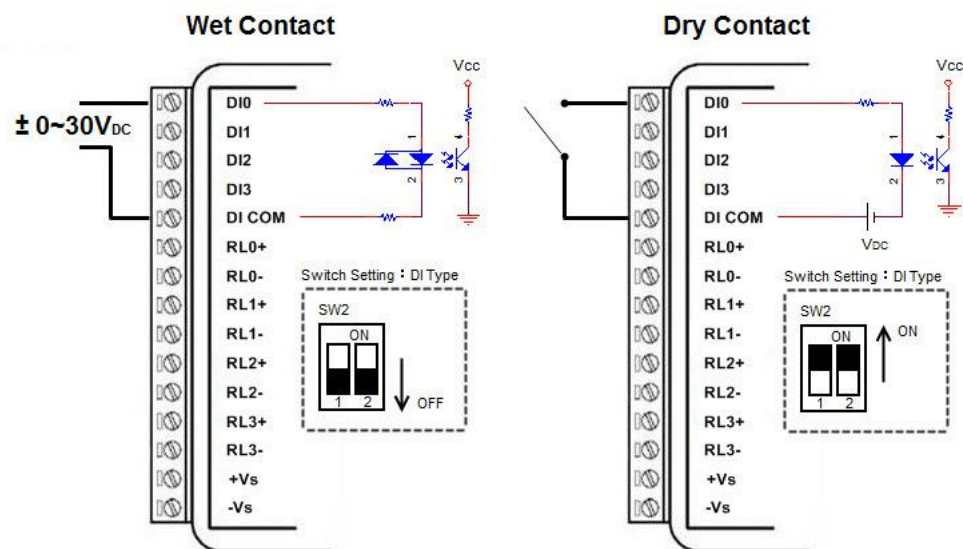 Wet Contact
± 0~30VDC
DI0
DI1
DI2
DI3
DI COM
RL0+
RL0-
RL1+
RL1-
RL2+
RL2-
RL3+
RL3-
+Vs
-Vs
Vcc
1
2
4
3
Switch Setting : DI Type
SW2
ON
1 2
OFF
Dry Contact
DI0
DI1
DI2
DI3
DI COM
RL0+
RL0-
RL1+
RL1-
RL2+
RL2-
RL3+
RL3-
+Vs
-Vs
Vcc
1
2
4
3
VDC
Switch Setting : DI Type
SW2
ON
1 2
ON